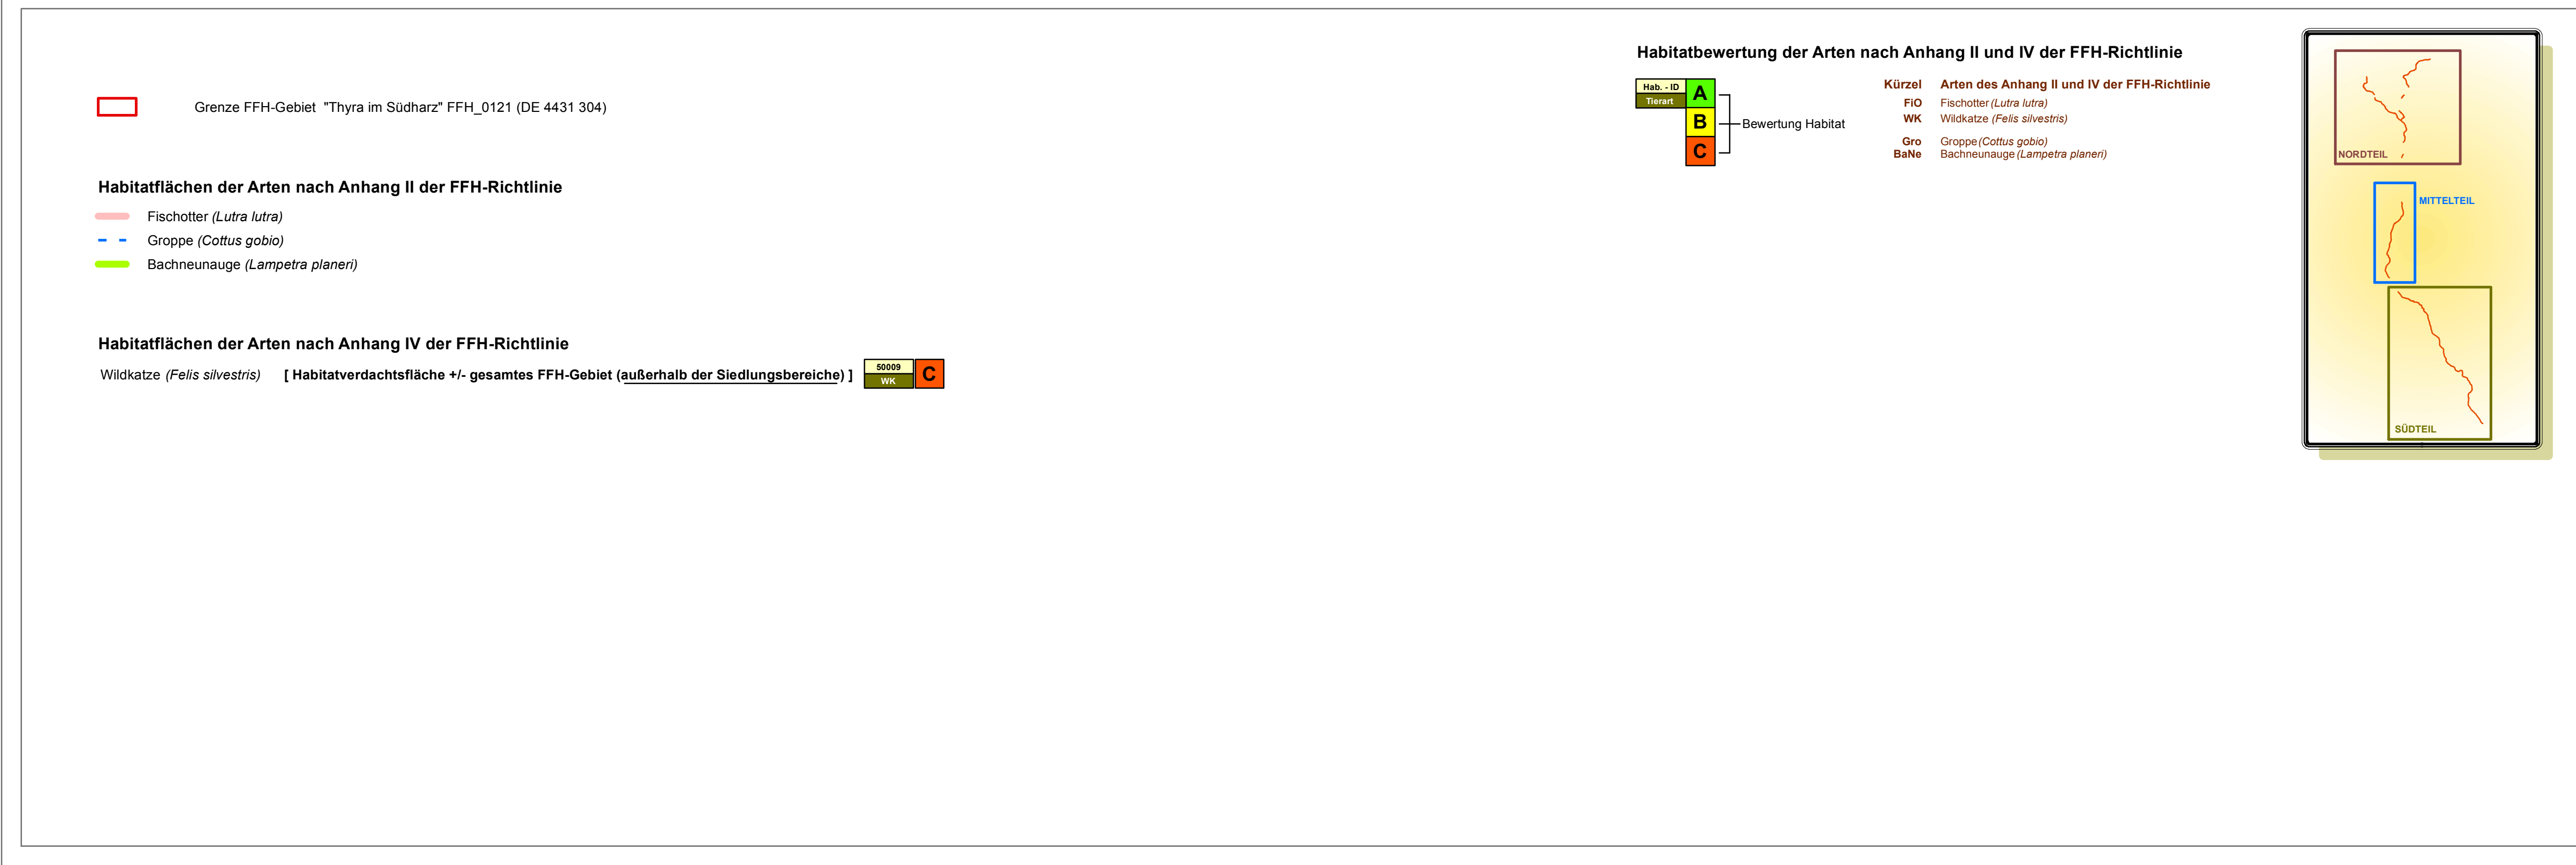 Grenze FFH-Gebiet "Thyra im Südharz" FFH_0121 (DE 4431 304)
Habitatflächen der Arten nach Anhang II der FFH-Richtlinie
Fischotter (Lutra lutra)
Groppe (Cottus gobio)
Bachneunauge (Lampetra planeri)
Habitatflächen der Arten nach Anhang IV der FFH-Richtlinie
Wildkatze (Felis silvestris) [ Habitatverdachtsfläche +/- gesamtes FFH-Gebiet (außerhalb der Siedlungsbereiche) ]
50009
WK
C
Habitatbewertung der Arten nach Anhang II und IV der FFH-Richtlinie
Hab. - ID
Tierart
A
B
C
Bewertung Habitat
Kürzel Arten des Anhang II und IV der FFH-Richtlinie
FiO Fischotter (Lutra lutra)
WK Wildkatze (Felis silvestris)
Gro Groppe (Cottus gobio)
BaNe Bachneunauge (Lampetra planeri)
NORDTEIL
MITTELTEIL
SÜDTEIL